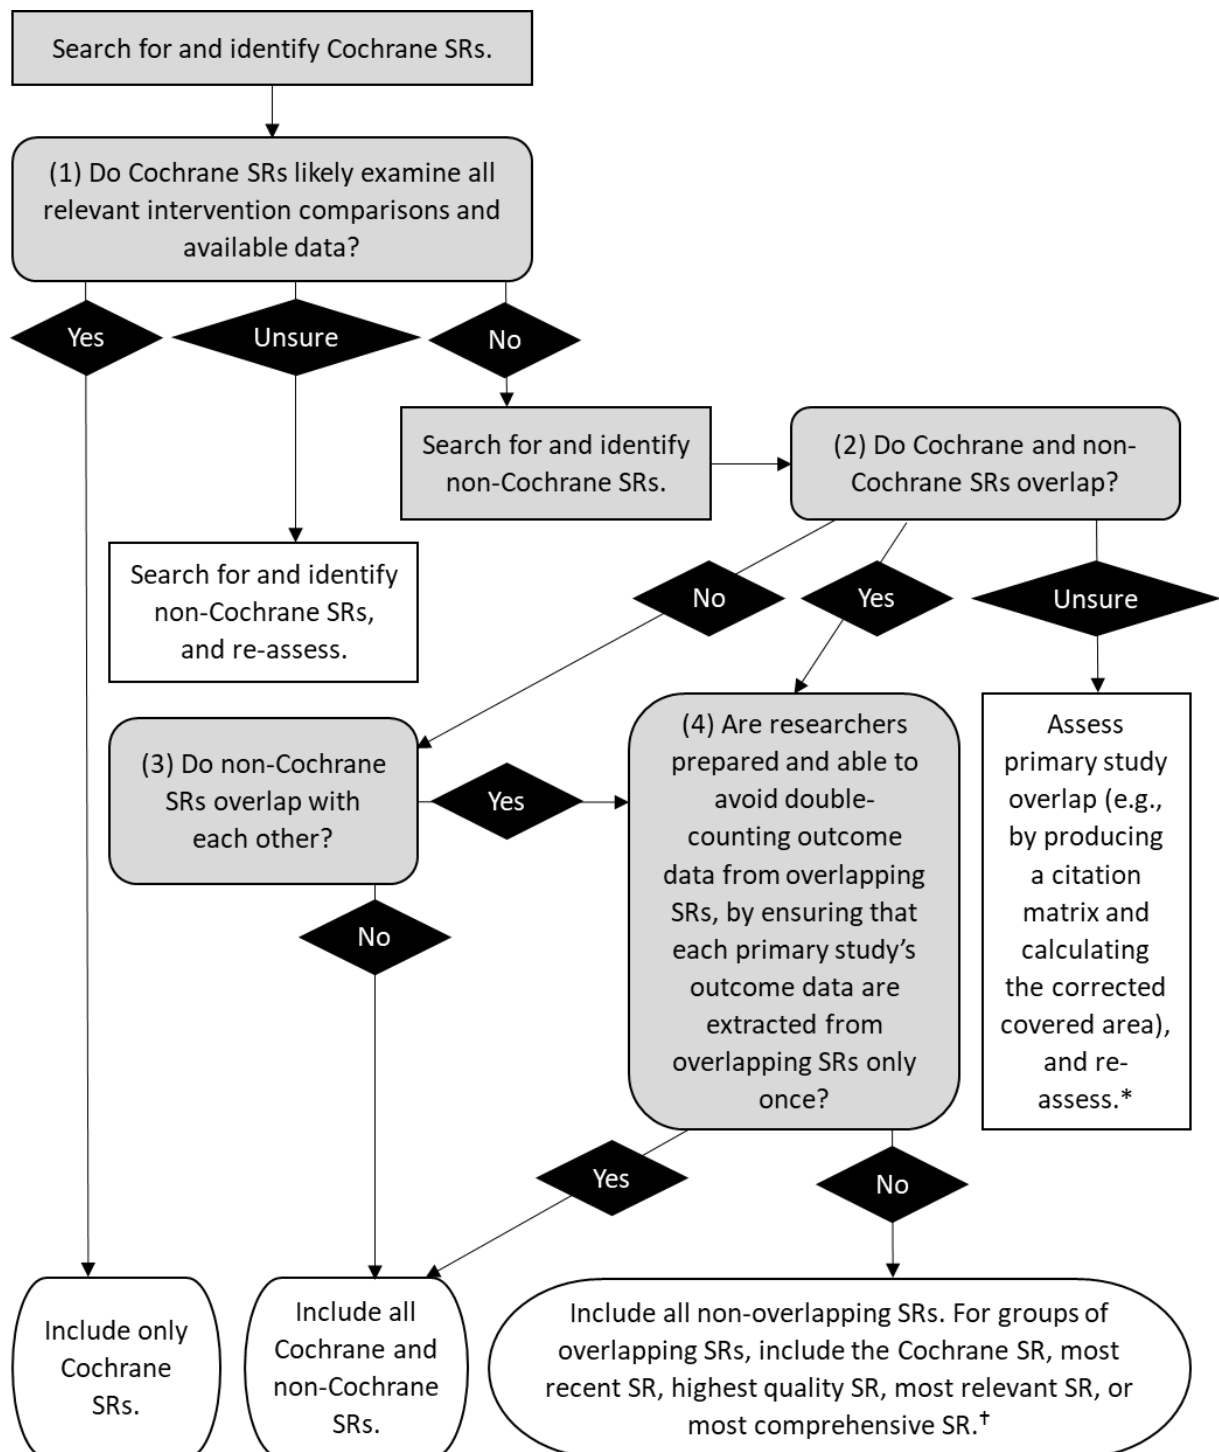 Search for and identify Cochrane SRs.
(1) Do Cochrane SRs likely examine all
relevant intervention comparisons and
available data?
Yes
Unsure
No
Search for and identify
non-Cochrane SRs.
(2) Do Cochrane and non-
Cochrane SRs overlap?
Search for and identify
non-Cochrane SRs,
and re-assess.
No
Yes
Unsure
(3) Do non-Cochrane
SRs overlap with
each other?
Yes
No
(4) Are researchers
prepared and able to
avoid double-
counting outcome
data from overlapping
SRs, by ensuring that
each primary study’s
outcome data are
extracted from
overlapping SRs only
once?
Assess
primary study
overlap (e.g.,
by producing
a citation
matrix and
calculating
the corrected
covered area),
and re-
assess.*
Yes
No
Include only
Cochrane
SRs.
Include all
Cochrane and
non-Cochrane
SRs.
Include all non-overlapping SRs. For groups of
overlapping SRs, include the Cochrane SR, most
recent SR, highest quality SR, most relevant SR, or
most comprehensive SR.†